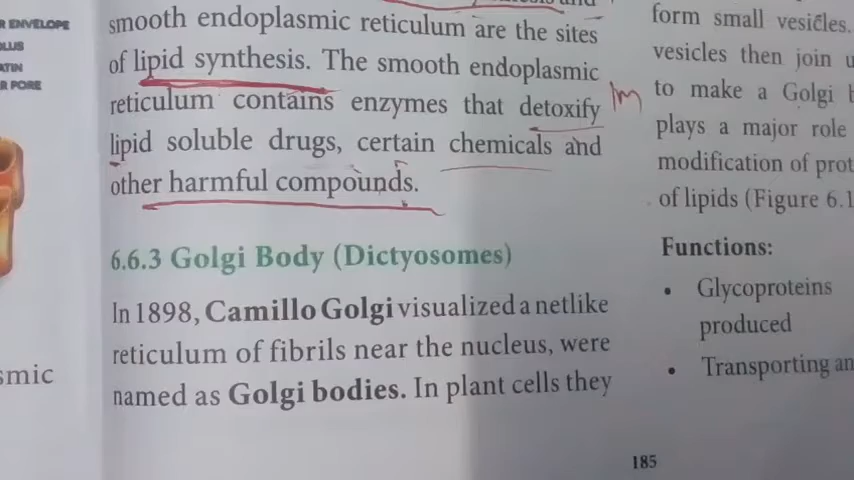 R ENVELOPE
R PORE
smic
smooth endoplasmic reticulum are the sites
of lipid synthesis. The smooth endoplasmic
reticulum contains enzymes that detoxify
lipid soluble drugs, certain chemicals and
other harmful compounds.
6.6.3 Golgi Body (Dictyosomes)
In 1898, Camillo Golgi visualized a netlike
reticulum of fibrils near the nucleus, were
named as Golgi bodies. In plant cells they
form small vesicles.
vesicles then join u
to make a Golgi b
plays a major role
modification of prot
of lipids (Figure 6.1
Functions:
• Glycoproteins
produced
• Transporting an
185